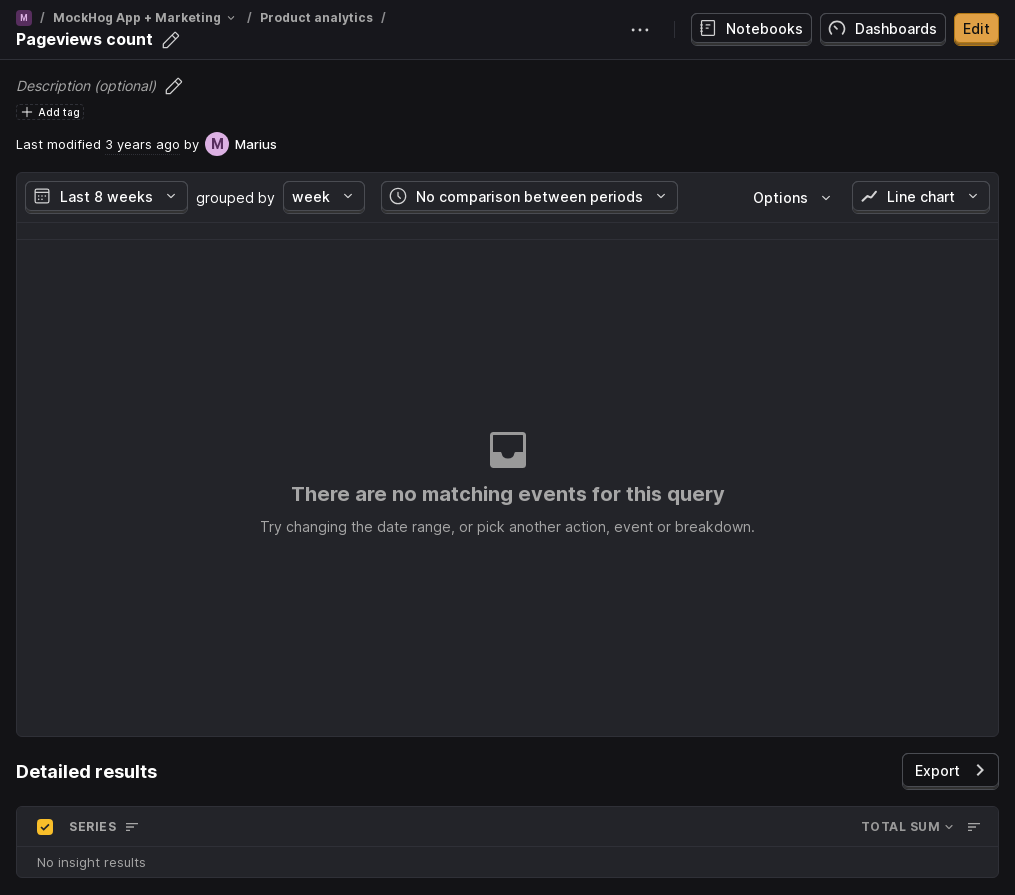 M / MockHog App + Marketing / Product analytics /
Pageviews count
Notebooks
Dashboards
Edit
Description (optional)
Add tag
Last modified 3 years ago by M Marius
Last 8 weeks grouped by week No comparison between periods Options Line chart
There are no matching events for this query
Try changing the date range, or pick another action, event or breakdown.
Detailed results
Export
SERIES TOTAL SUM
No insight results